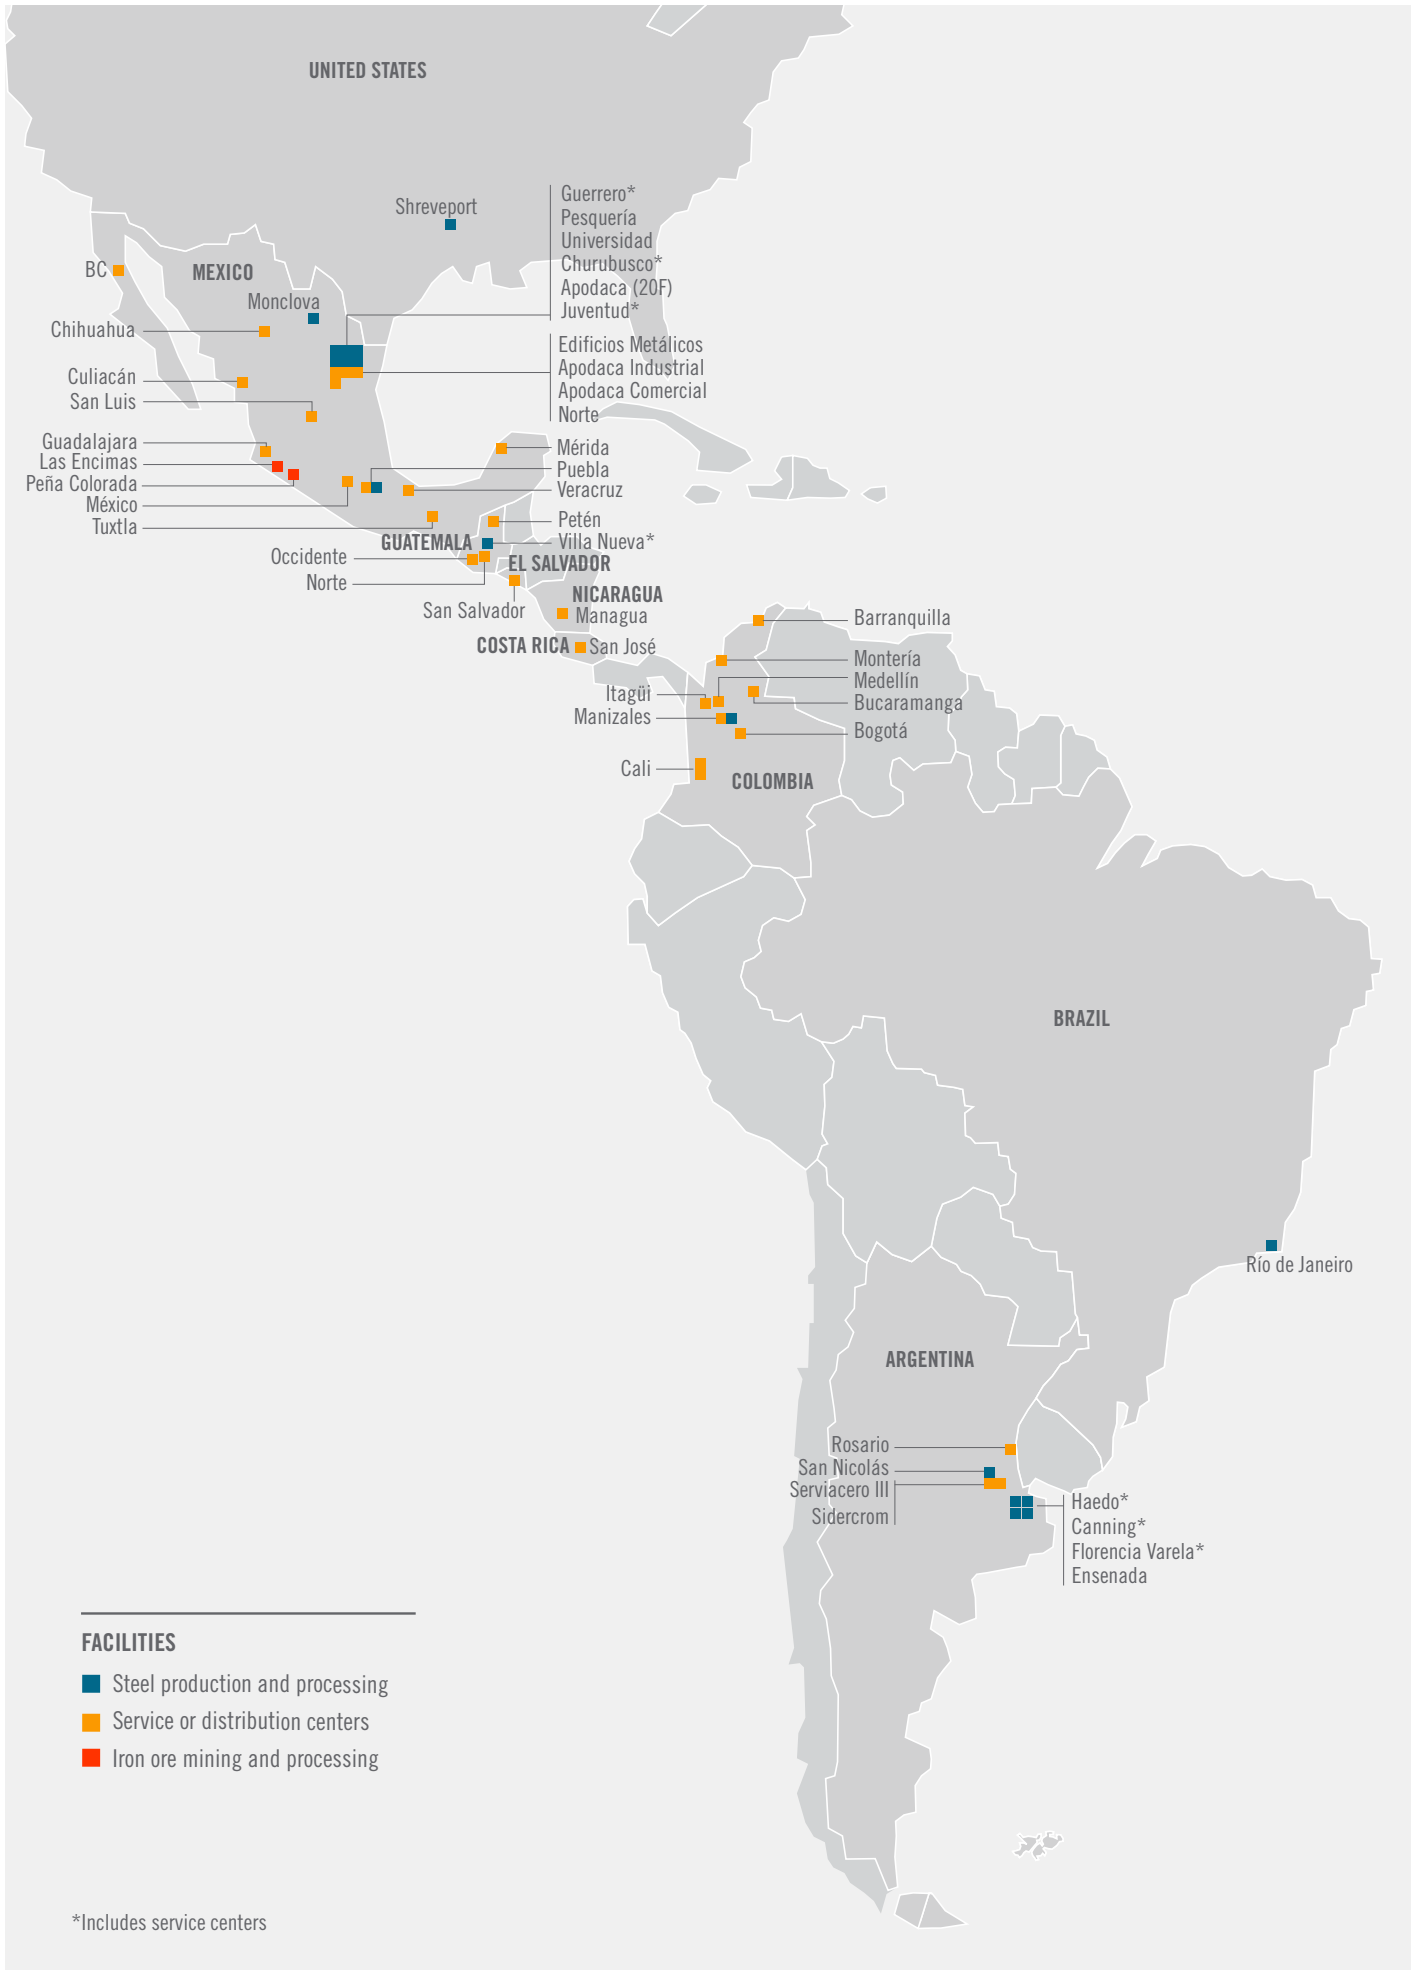 UNITED STATES
Shreveport
Guerrero*
Pesquería
Universidad
Churubusco*
Apodaca (20F)
Juventud*
BC
MEXICO
Monclova
Chihuahua
Edificios Metálicos
Apodaca Industrial
Apodaca Comercial
Norte
Culiacán
San Luis
Guadalajara
Las Encimas
Peña Colorada
México
Tuxtla
Mérida
Puebla
Veracruz
Petén
Villa Nueva*
GUATEMALA
Occidente
Norte
EL SALVADOR
San Salvador
NICARAGUA
Managua
COSTA RICA
San José
Barranquilla
Montería
Medellín
Bucaramanga
Bogotá
Itagüi
Manizales
Cali
COLOMBIA
BRAZIL
Río de Janeiro
ARGENTINA
Rosario
San Nicolás
Serviacero III
Sidercrom
Haedo*
Canning*
Florencia Varela*
Ensenada
FACILITIES
Steel production and processing
Service or distribution centers
Iron ore mining and processing
*Includes service centers